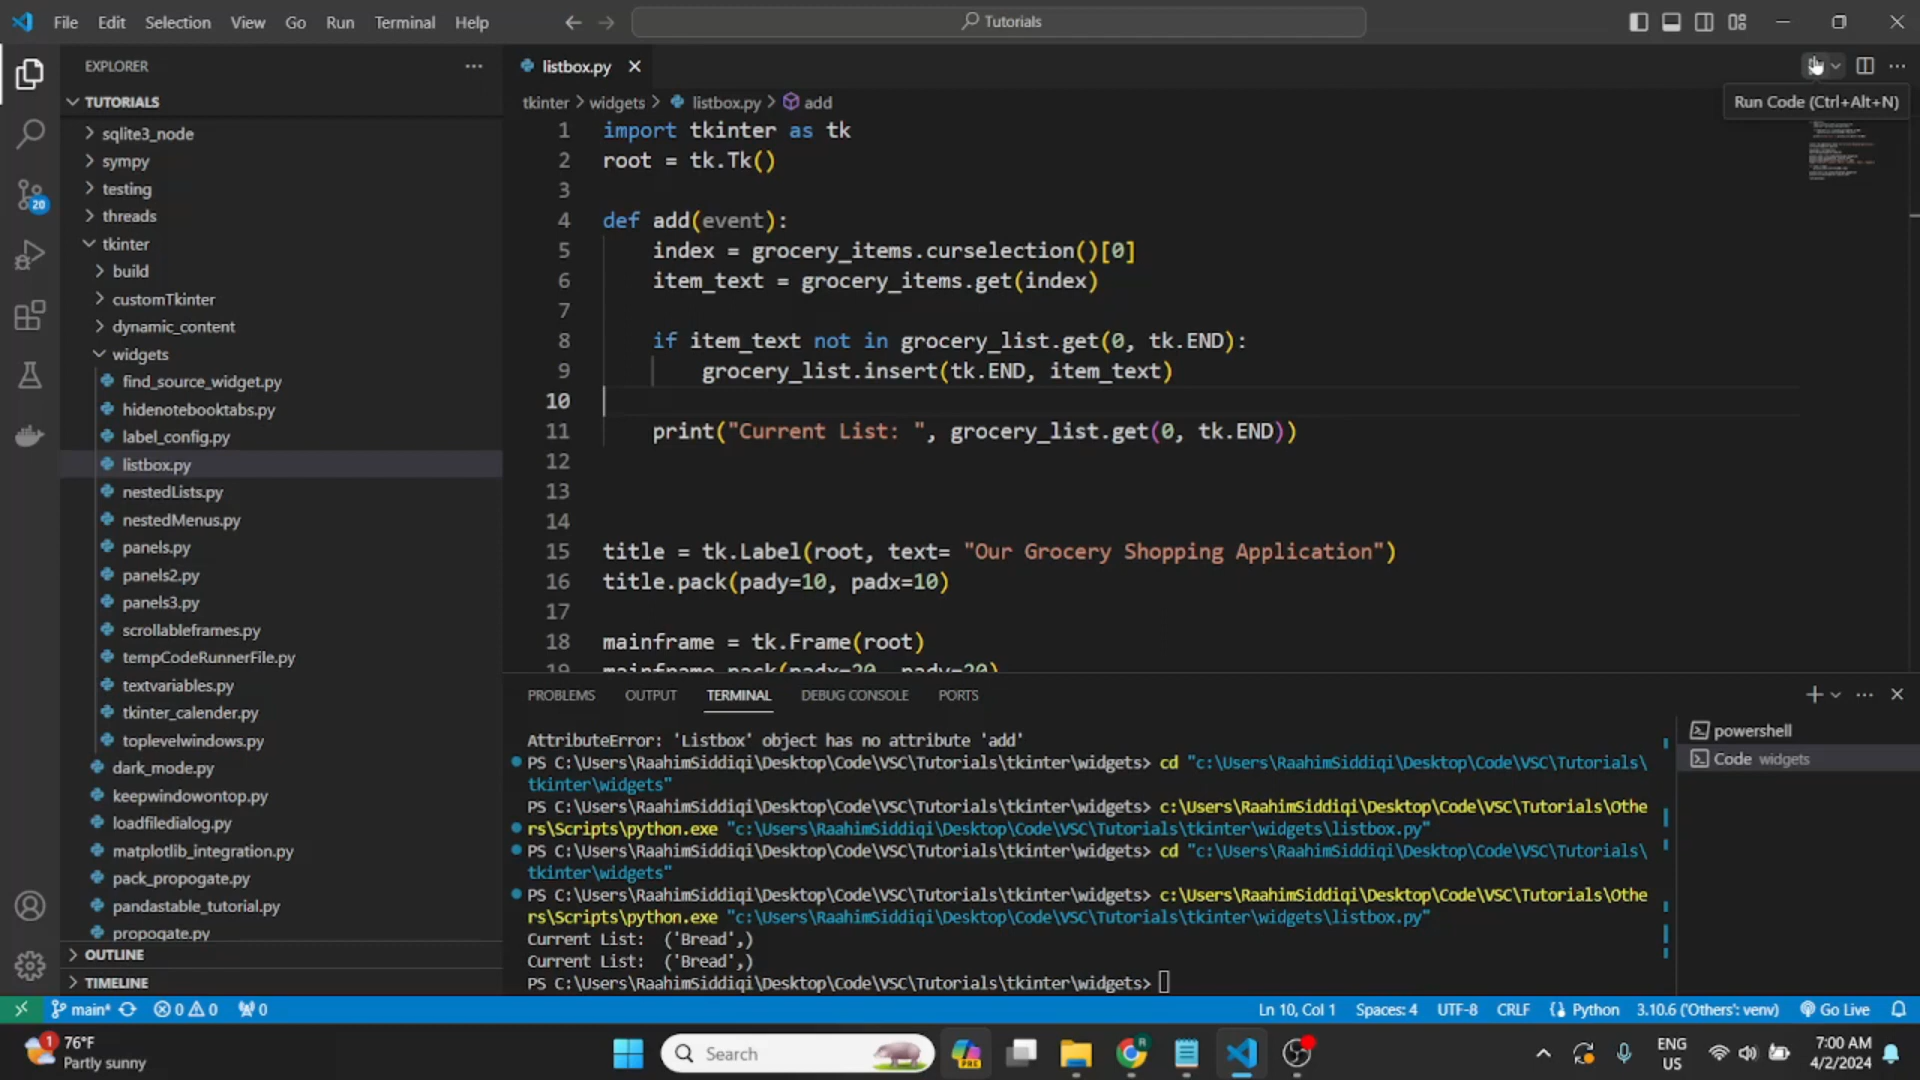 File Edit Selection View Go Run Terminal Help
Tutorials
EXPLORER
TUTORIALS
sqlite3_node
sympy
testing
threads
tkinter
build
customTkinter
dynamic_content
widgets
find_source_widget.py
hidenotebooktabs.py
label_config.py
listbox.py
nestedLists.py
nestedMenus.py
panels.py
panels2.py
panels3.py
scrollableframes.py
tempCodeRunnerFile.py
textvariables.py
tkinter_calender.py
toplevelwindows.py
dark_mode.py
keepwindowontop.py
loadfiledialog.py
matplotlib_integration.py
pack_propogate.py
pandastable_tutorial.py
propogate.py
OUTLINE
TIMELINE
20
listbox.py
Run Code (Ctrl+Alt+N)
tkinter > widgets > listbox.py > add
1 import tkinter as tk
2 root = tk.Tk()
3
4 def add(event):
5 index = grocery_items.curselection()[0]
6 item_text = grocery_items.get(index)
7
8 if item_text not in grocery_list.get(0, tk.END):
9 grocery_list.insert(tk.END, item_text)
10
11 print("Current List: ", grocery_list.get(0, tk.END))
12
13
14
15 title = tk.Label(root, text= "Our Grocery Shopping Application")
16 title.pack(pady=10, padx=10)
17
18 mainframe = tk.Frame(root)
19 mainframe.pack(padx=20, pady=20)
PROBLEMS OUTPUT TERMINAL DEBUG CONSOLE PORTS
AttributeError: 'Listbox' object has no attribute 'add'
PS C:\Users\RaahimSiddiqi\Desktop\Code\VSC\Tutorials\tkinter\widgets> cd "c:\Users\RaahimSiddiqi\Desktop\Code\VSC\Tutorials\
tkinter\widgets"
PS C:\Users\RaahimSiddiqi\Desktop\Code\VSC\Tutorials\tkinter\widgets> c:\Users\RaahimSiddiqi\Desktop\Code\VSC\Tutorials\Othe
rs\Scripts\python.exe "c:\Users\RaahimSiddiqi\Desktop\Code\VSC\Tutorials\tkinter\widgets\listbox.py"
PS C:\Users\RaahimSiddiqi\Desktop\Code\VSC\Tutorials\tkinter\widgets> cd "c:\Users\RaahimSiddiqi\Desktop\Code\VSC\Tutorials\
tkinter\widgets"
PS C:\Users\RaahimSiddiqi\Desktop\Code\VSC\Tutorials\tkinter\widgets> c:\Users\RaahimSiddiqi\Desktop\Code\VSC\Tutorials\Othe
rs\Scripts\python.exe "c:\Users\RaahimSiddiqi\Desktop\Code\VSC\Tutorials\tkinter\widgets\listbox.py"
Current List:  ('Bread',)
Current List:  ('Bread',)
PS C:\Users\RaahimSiddiqi\Desktop\Code\VSC\Tutorials\tkinter\widgets>
powershell
Code widgets
main* 0 0 0 Ln 10, Col 1 Spaces: 4 UTF-8 CRLF Python 3.10.6 ('Others': venv) Go Live
1
76°F
Partly sunny
Search
PRE
R
ENG
US
7:00 AM
4/2/2024